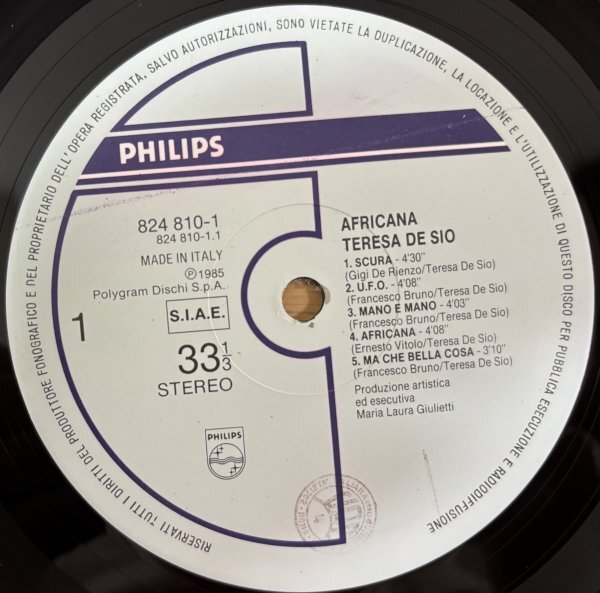 RISERVATI TUTTI I DIRITTI DEL PRODUTTORE FONOGRAFICO E DEL PROPRIETARIO DELL'OPERA REGISTRATA. SALVO AUTORIZZAZIONI, SONO VIETATE LA DUPLICAZIONE, LA LOCAZIONE E L'UTILIZZAZIONE DI QUESTO DISCO PER PUBBLICA ESECUZIONE E RADIODIFFUSIONE
PHILIPS
824 810-1
824 810-1.1
MADE IN ITALY
℗1985
Polygram Dischi S.p.A.
1
S.I.A.E.
33 1/3
STEREO
PHILIPS
AFRICANA
TERESA DE SIO
1. SCURA - 4'30"
(Gigi De Rienzo/Teresa De Sio)
2. U.F.O. - 4'08"
(Francesco Bruno/Teresa De Sio)
3. MANO E MANO - 4'03"
(Francesco Bruno/Teresa De Sio)
4. AFRICANA - 4'08"
(Ernesto Vitolo/Teresa De Sio)
5. MA CHE BELLA COSA - 3'10"
(Francesco Bruno/Teresa De Sio)
Produzione artistica
ed esecutiva
Maria Laura Giulietti